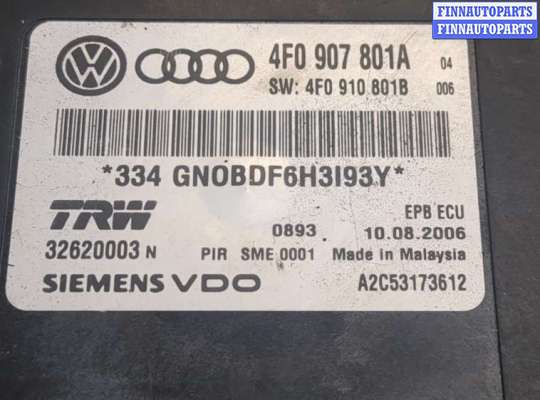 FINNAUTOPARTS
FINNAUTOPARTS
4F0 907 801A 04
SW: 4F0 910 801B 006
*334 GNOBDF6H3I93Y*
TRW EPB ECU
0893 10.08.2006
32620003 N PIR SME 0001 Made in Malaysia
SIEMENS VDO A2C53173612